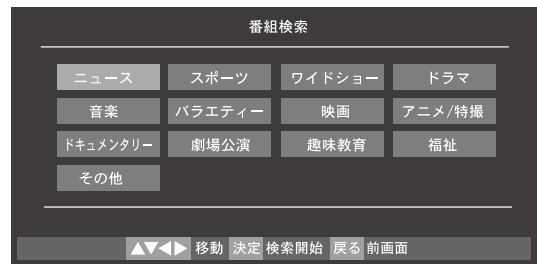 番組検索
ニュース スポーツ ワイドショー ドラマ
音楽 バラエティー 映画 アニメ/特撮
ドキュメンタリー 劇場公演 趣味教育 福祉
その他
▲▼◀▶ 移動 決定 検索開始 戻る 前画面